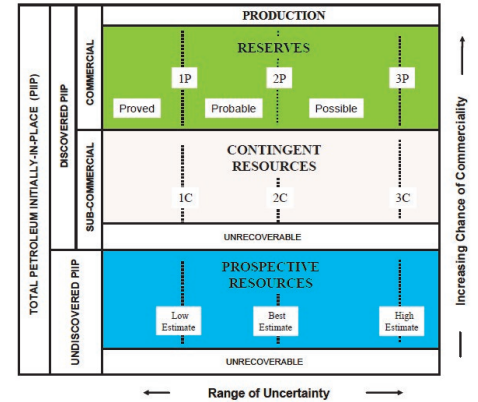 PRODUCTION
RESERVES
1P
2P
3P
Proved
Probable
Possible
CONTINGENT
RESOURCES
1C
2C
3C
UNRECOVERABLE
PROSPECTIVE
RESOURCES
Low
Estimate
Best
Estimate
High
Estimate
UNRECOVERABLE
Range of Uncertainty
TOTAL PETROLEUM INITIALLY-IN-PLACE (PIIP)
DISCOVERED PIIP
UNDISCOVERED PIIP
COMMERCIAL
SUB-COMMERCIAL
Increasing Chance of Commerciality